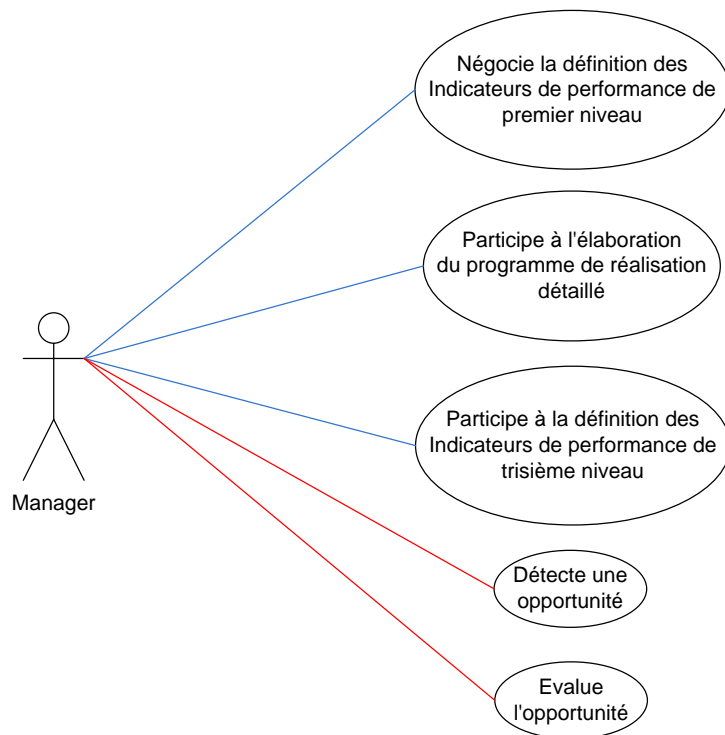 Négocie la définition des
Indicateurs de performance de
premier niveau
Participe à l'élaboration
du programme de réalisation
détaillé
Participe à la définition des
Indicateurs de performance de
trisième niveau
Manager
Détecte une
opportunité
Evalue
l'opportunité